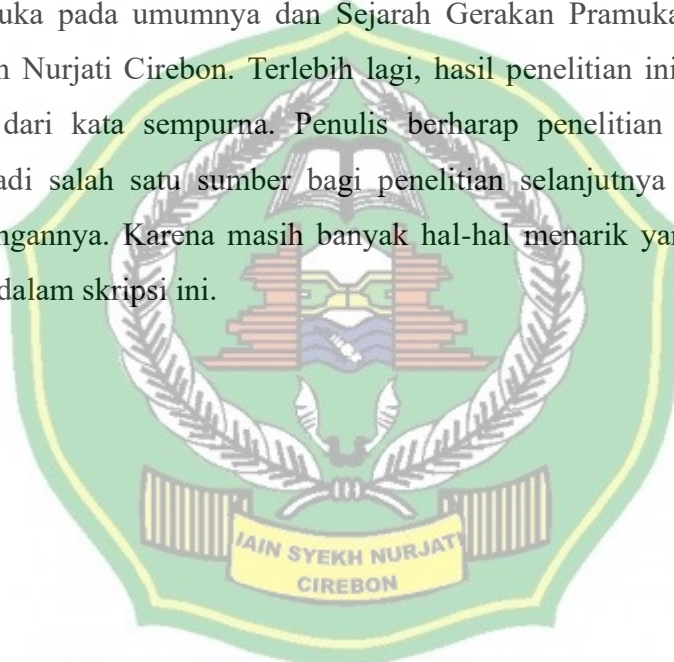 uka pada umumnya dan Sejarah Gerakan Pramuka
n Nurjati Cirebon. Terlebih lagi, hasil penelitian ini
dari kata sempurna. Penulis berharap penelitian
adi salah satu sumber bagi penelitian selanjutnya
ngannya. Karena masih banyak hal-hal menarik yan
dalam skripsi ini.
IAIN SYEKH NURJATI
CIREBON